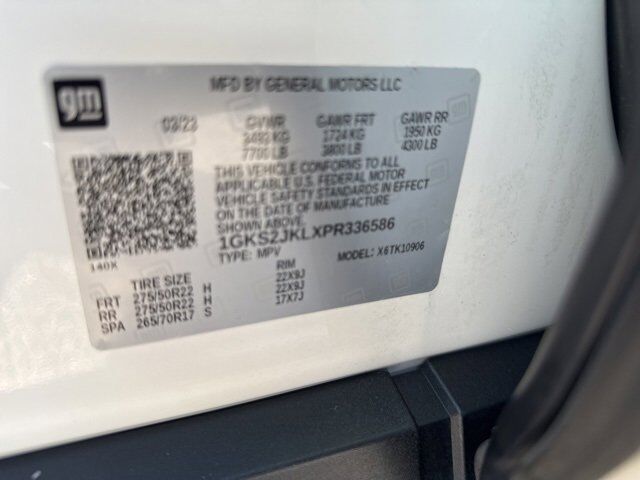 gm
MFD BY GENERAL MOTORS LLC
03/23 GVWR GAWR FRT GAWR RR
3493 KG 1724 KG 1950 KG
7700 LB 3800 LB 4300 LB
THIS VEHICLE CONFORMS TO ALL
APPLICABLE U.S. FEDERAL MOTOR
VEHICLE SAFETY STANDARDS IN EFFECT
ON THE DATE OF MANUFACTURE
SHOWN ABOVE.
1GKS2JKLXPR336586
TYPE: MPV MODEL: X6TK10906
140X
TIRE SIZE RIM
FRT 275/50R22 H 22X9J
RR 275/50R22 H 22X9J
SPA 265/70R17 S 17X7J